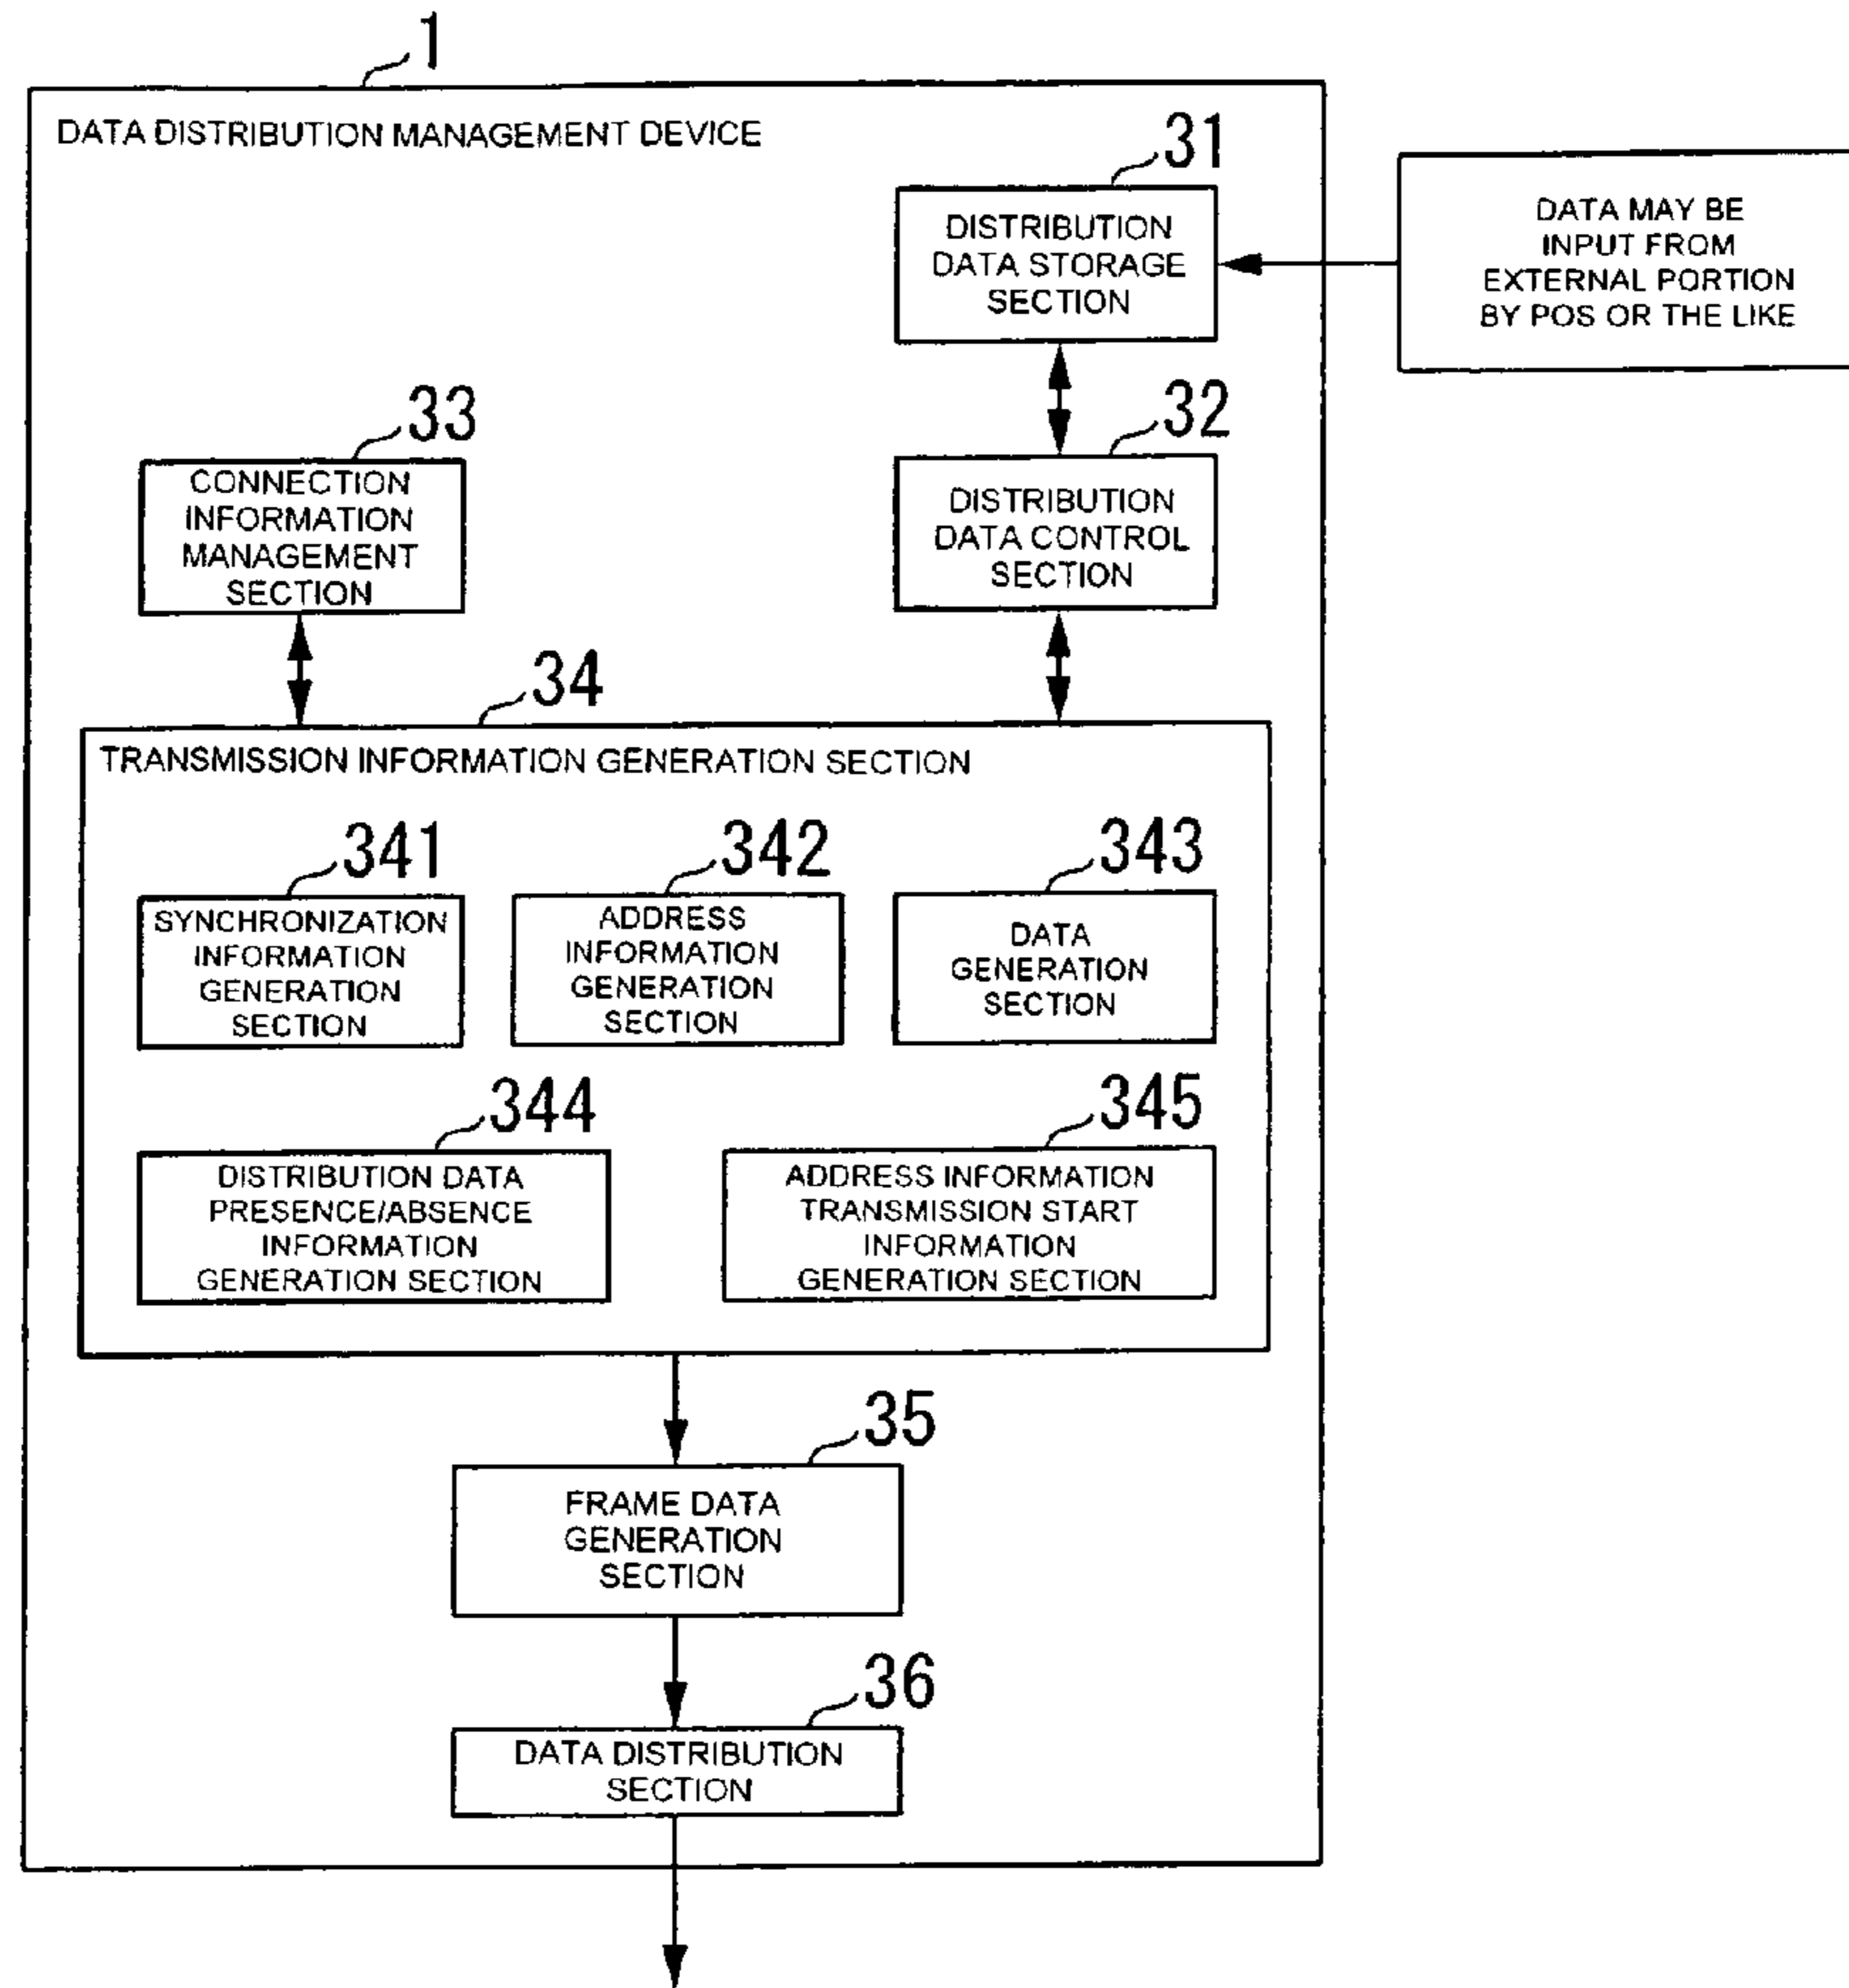 1
DATA DISTRIBUTION MANAGEMENT DEVICE
31
DISTRIBUTION
DATA STORAGE
SECTION
DATA MAY BE
INPUT FROM
EXTERNAL PORTION
BY POS OR THE LIKE
33
CONNECTION
INFORMATION
MANAGEMENT
SECTION
32
DISTRIBUTION
DATA CONTROL
SECTION
34
TRANSMISSION INFORMATION GENERATION SECTION
341
SYNCHRONIZATION
INFORMATION
GENERATION
SECTION
342
ADDRESS
INFORMATION
GENERATION
SECTION
343
DATA
GENERATION
SECTION
344
DISTRIBUTION DATA
PRESENCE/ABSENCE
INFORMATION
GENERATION SECTION
345
ADDRESS INFORMATION
TRANSMISSION START
INFORMATION
GENERATION SECTION
35
FRAME DATA
GENERATION
SECTION
36
DATA DISTRIBUTION
SECTION